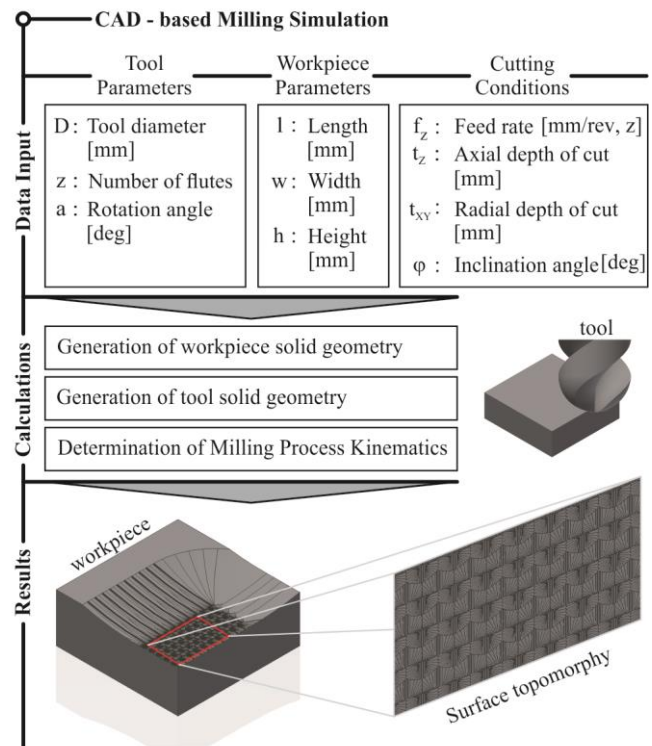 CAD - based Milling Simulation
Tool
Parameters
Workpiece
Parameters
Cutting
Conditions
Data Input
D: Tool diameter
[mm]
z : Number of flutes
a : Rotation angle
[deg]
l : Length
[mm]
w: Width
[mm]
h : Height
[mm]
fz : Feed rate [mm/rev, z]
tz : Axial depth of cut
[mm]
tXY: Radial depth of cut
[mm]
φ : Inclination angle[deg]
Calculations
Generation of workpiece solid geometry
Generation of tool solid geometry
Determination of Milling Process Kinematics
tool
Results
workpiece
Surface topomorphy